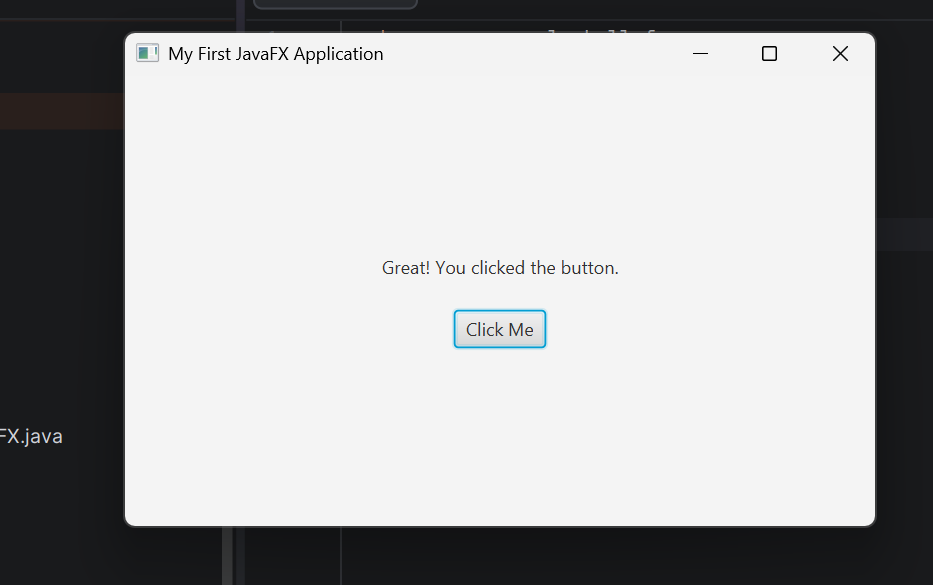 My First JavaFX Application
Great! You clicked the button.
Click Me
FX.java